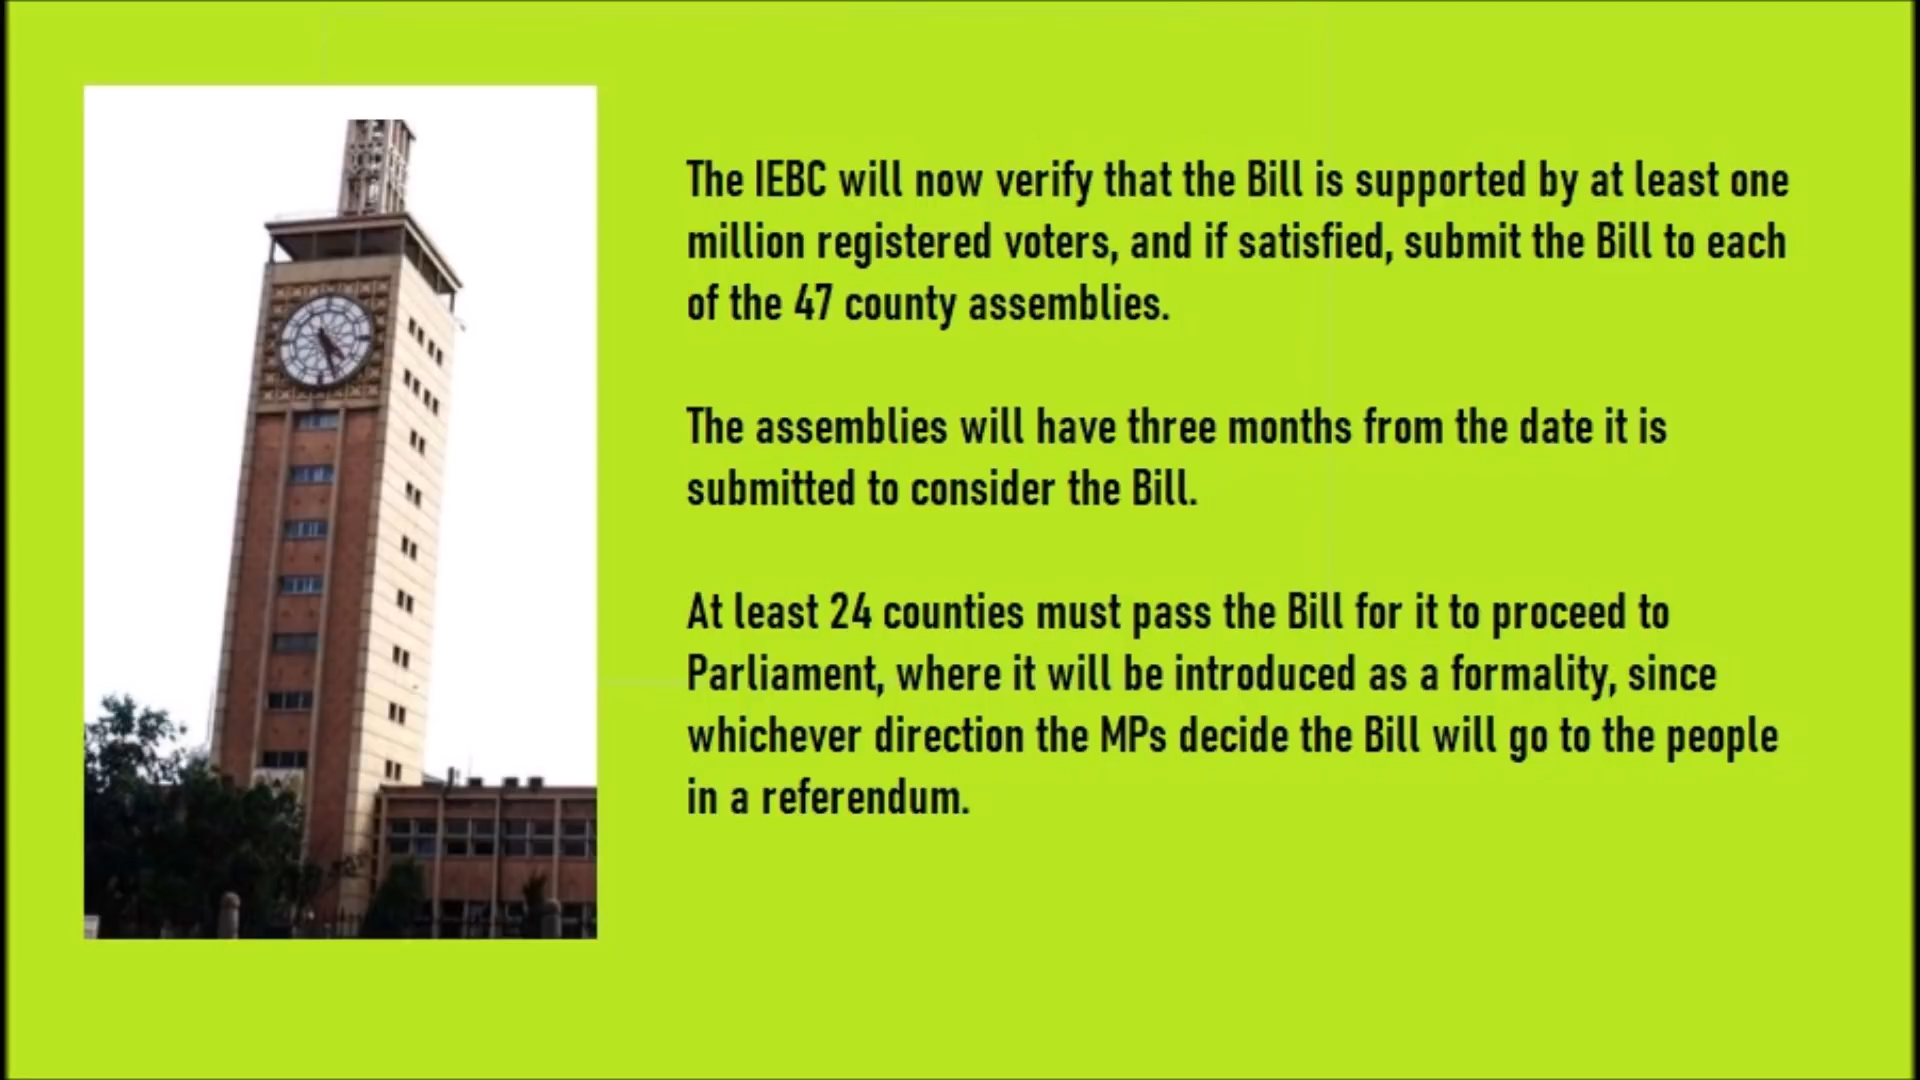 The IEBC will now verify that the Bill is supported by at least one
million registered voters, and if satisfied, submit the Bill to each
of the 47 county assemblies.
The assemblies will have three months from the date it is
submitted to consider the Bill.
At least 24 counties must pass the Bill for it to proceed to
Parliament, where it will be introduced as a formality, since
whichever direction the MPs decide the Bill will go to the people
in a referendum.